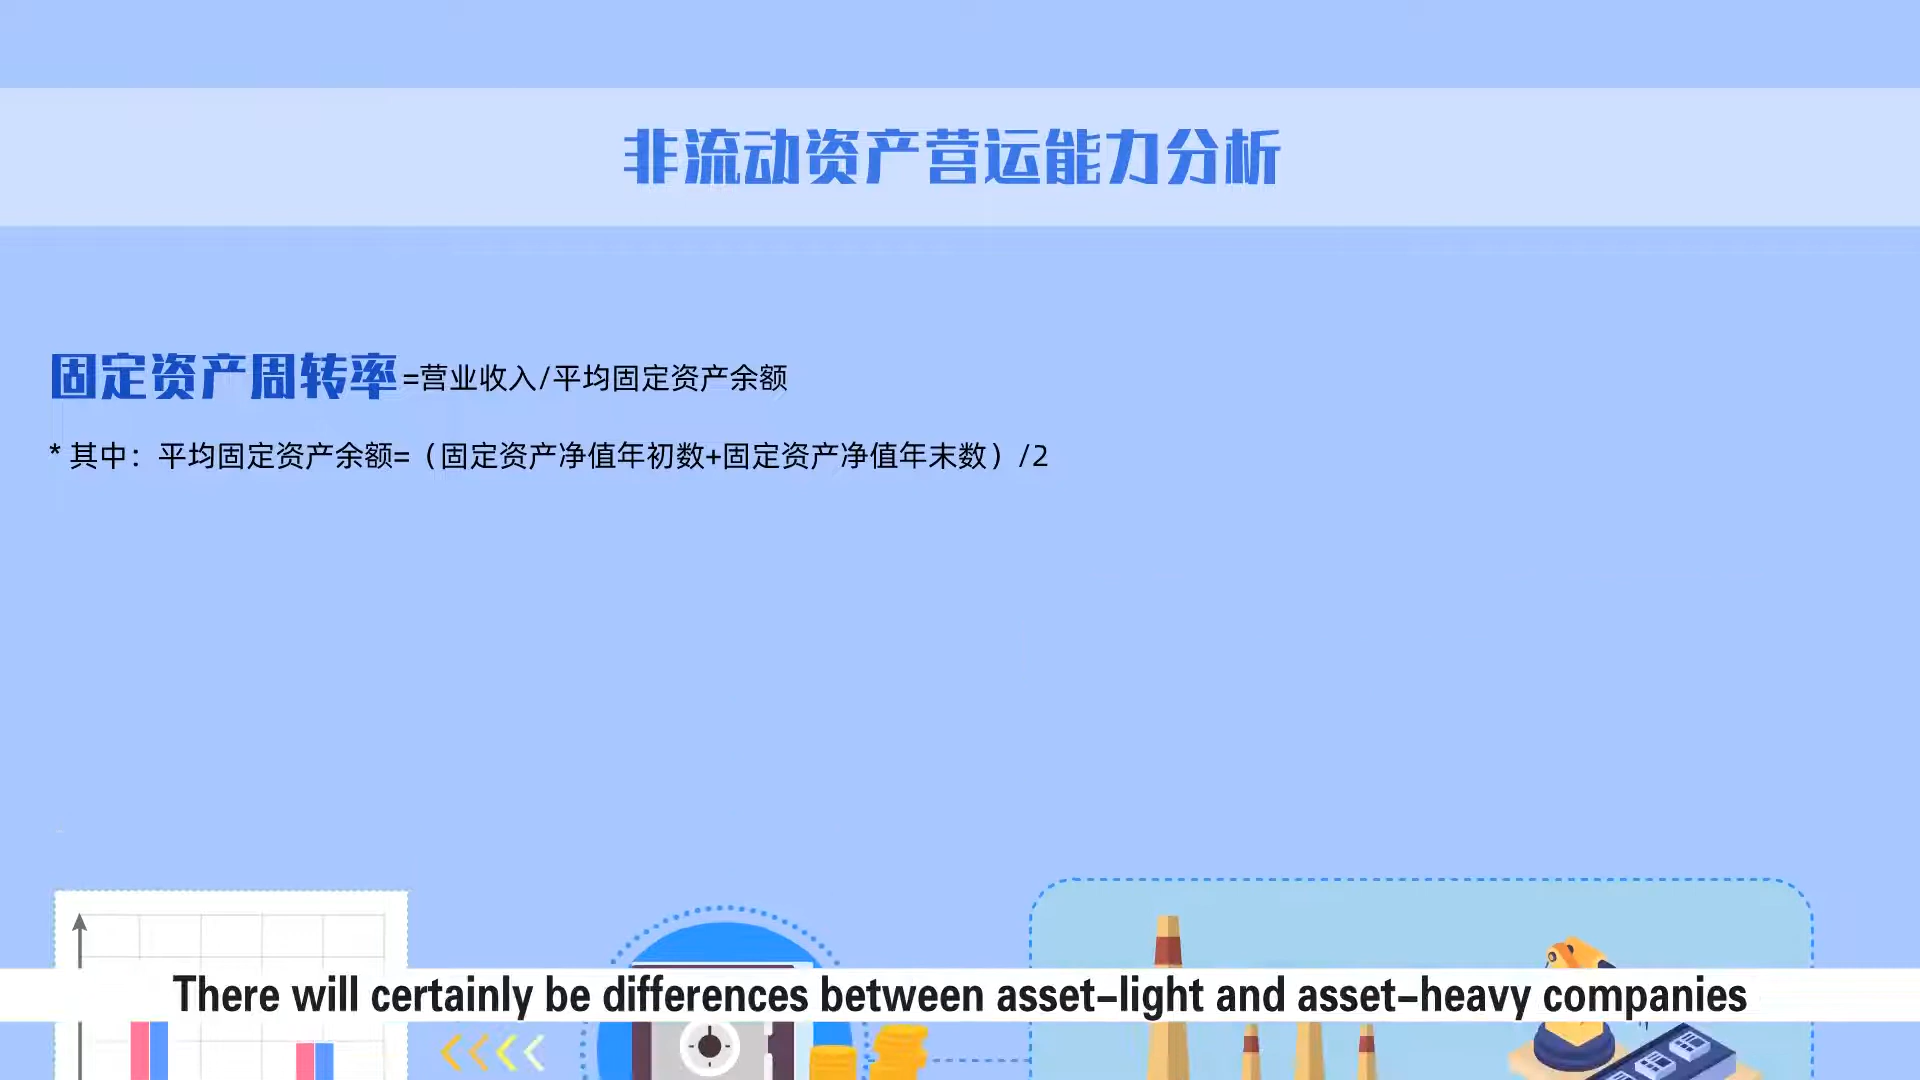 非流动资产营运能力分析
固定资产周转率=营业收入/平均固定资产余额
* 其中：平均固定资产余额=（固定资产净值年初数+固定资产净值年末数）/2
There will certainly be differences between asset-light and asset-heavy companies